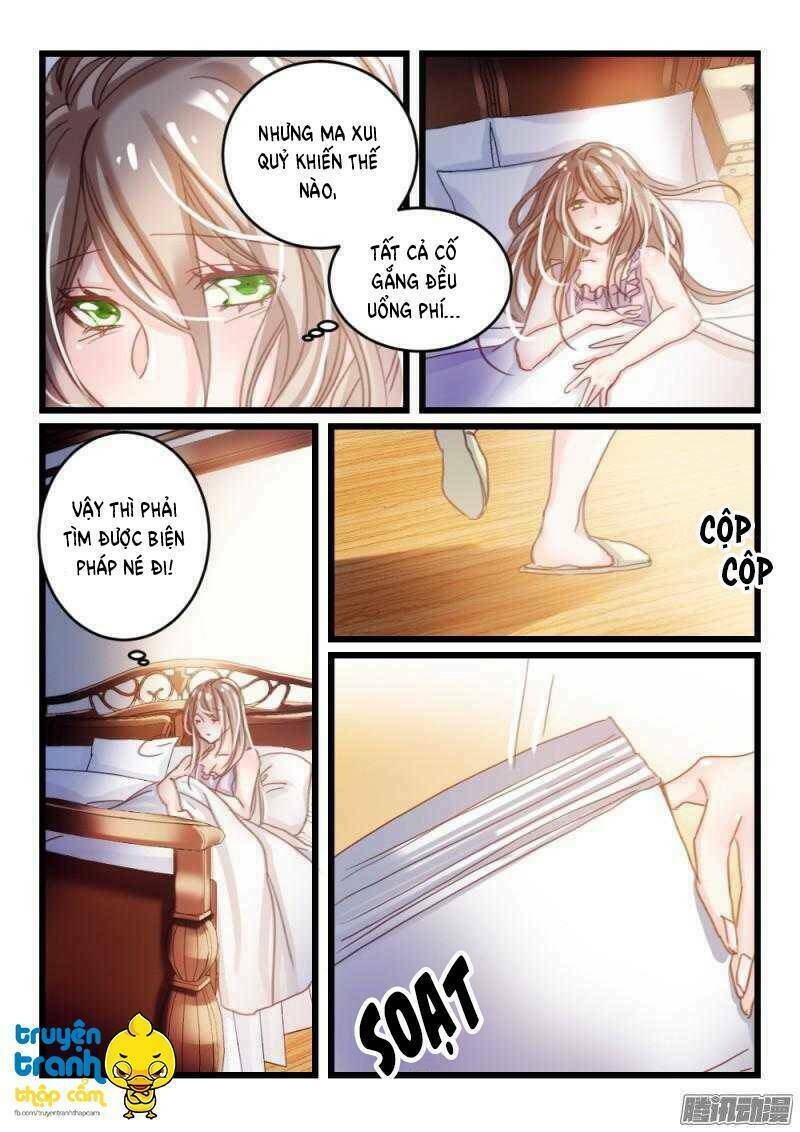 NHƯNG MA XUI
QUỶ KHIẾN THẾ
NÀO,
TẤT CẢ CỐ
GẮNG ĐỀU
UỔNG PHÍ...
VẬY THÌ PHẢI
TÌM ĐƯỢC BIỆN
PHÁP NÉ ĐI!
CỘP
CỘP
SOẠT
truyện
tranh
thập cẩm
fb.com/truyentranhthapcam
腾讯动漫